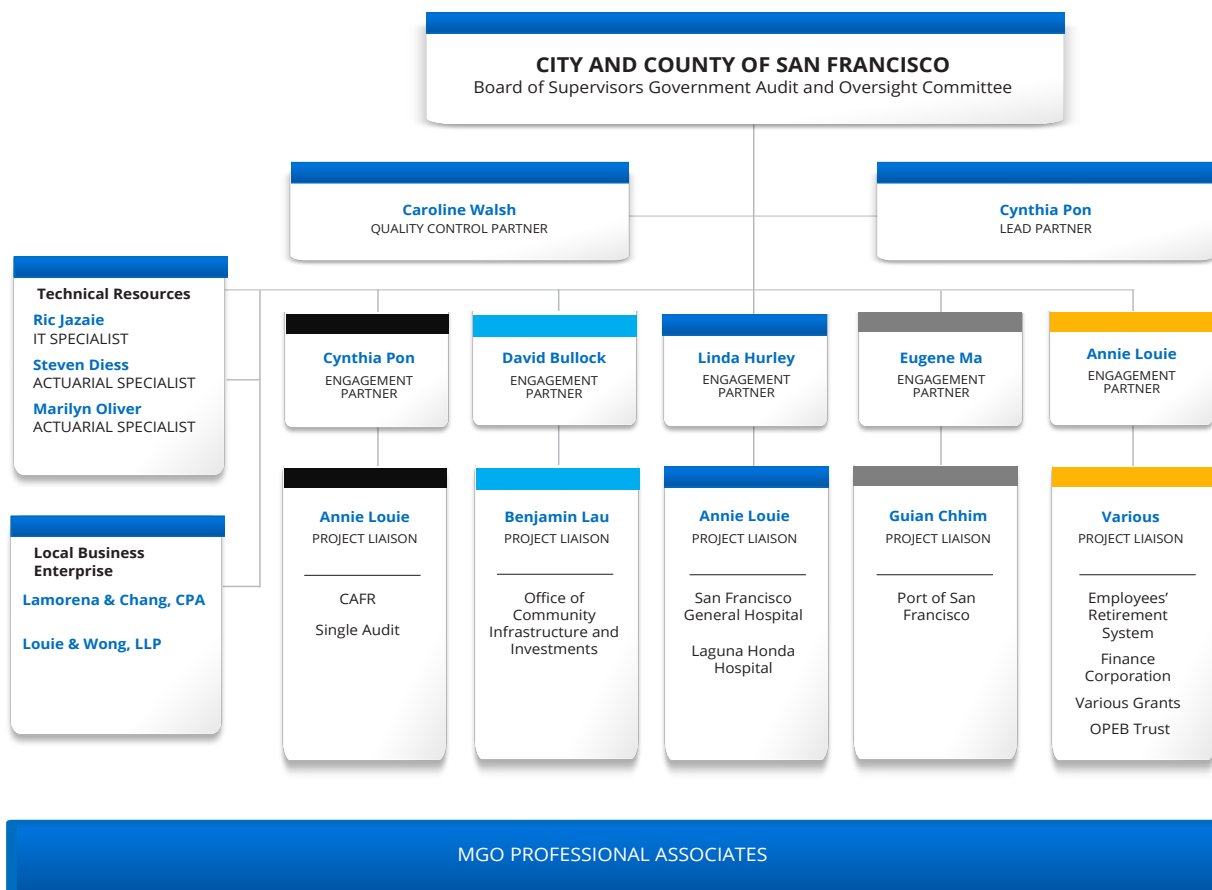 CITY AND COUNTY OF SAN FRANCISCO
Board of Supervisors Government Audit and Oversight Committee
Caroline Walsh
QUALITY CONTROL PARTNER
Cynthia Pon
LEAD PARTNER
Technical Resources
Ric Jazaie
IT SPECIALIST
Steven Diess
ACTUARIAL SPECIALIST
Marilyn Oliver
ACTUARIAL SPECIALIST
Local Business
Enterprise
Lamorena & Chang, CPA
Louie & Wong, LLP
Cynthia Pon
ENGAGEMENT
PARTNER
David Bullock
ENGAGEMENT
PARTNER
Linda Hurley
ENGAGEMENT
PARTNER
Eugene Ma
ENGAGEMENT
PARTNER
Annie Louie
ENGAGEMENT
PARTNER
Annie Louie
PROJECT LIAISON
CAFR
Single Audit
Benjamin Lau
PROJECT LIAISON
Office of
Community
Infrastructure and
Investments
Annie Louie
PROJECT LIAISON
San Francisco
General Hospital
Laguna Honda
Hospital
Guian Chhim
PROJECT LIAISON
Port of San
Francisco
Various
PROJECT LIAISON
Employees’
Retirement
System
Finance
Corporation
Various Grants
OPEB Trust
MGO PROFESSIONAL ASSOCIATES